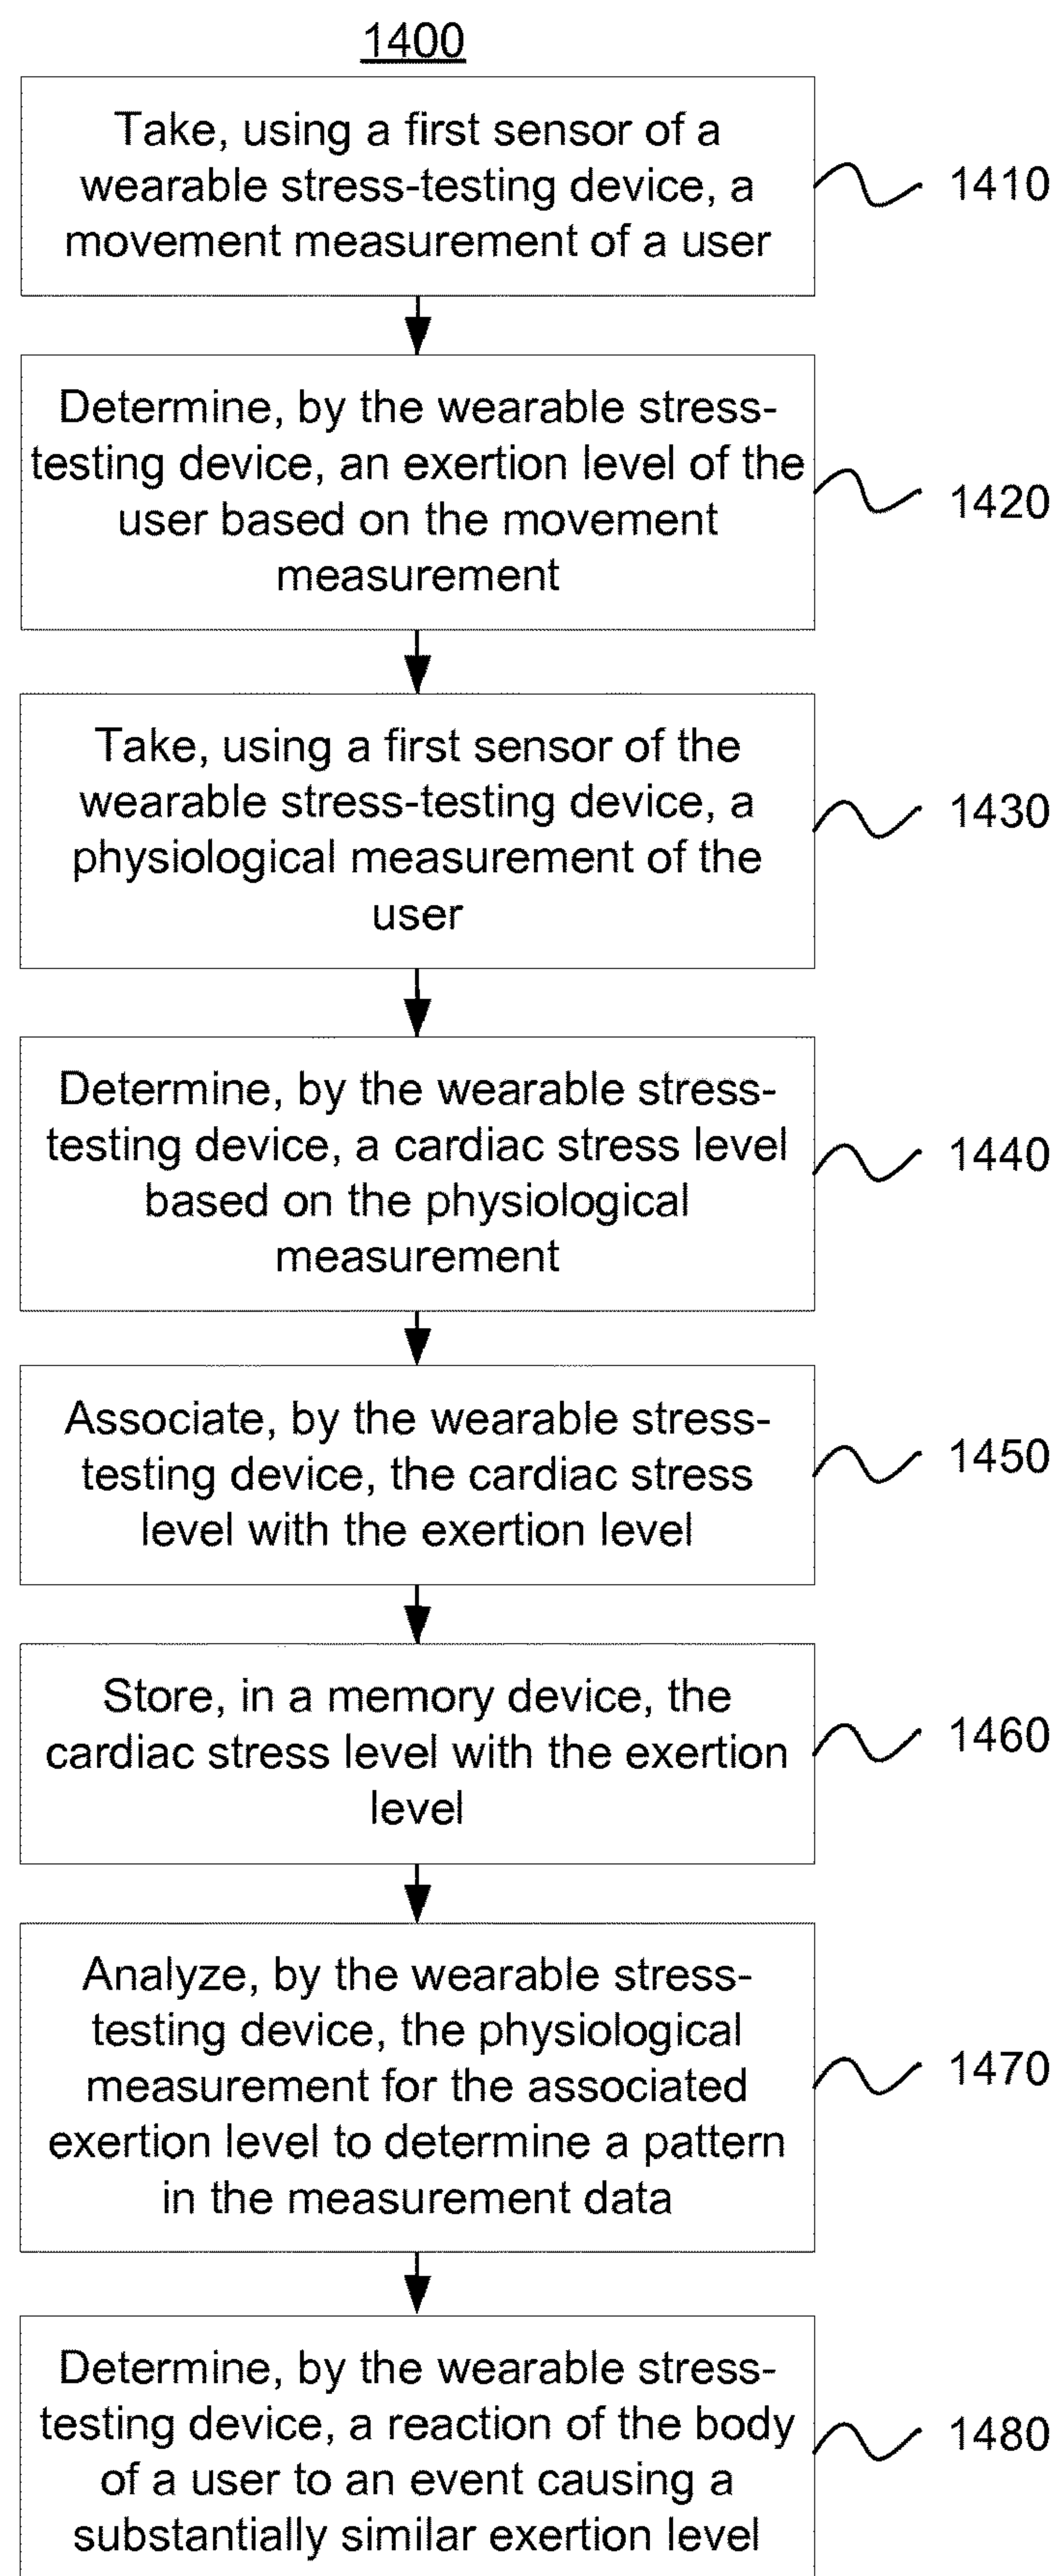 1400
Take, using a first sensor of a
wearable stress-testing device, a
movement measurement of a user
1410
Determine, by the wearable stress-
testing device, an exertion level of the
user based on the movement
measurement
1420
Take, using a first sensor of the
wearable stress-testing device, a
physiological measurement of the
user
1430
Determine, by the wearable stress-
testing device, a cardiac stress level
based on the physiological
measurement
1440
Associate, by the wearable stress-
testing device, the cardiac stress
level with the exertion level
1450
Store, in a memory device, the
cardiac stress level with the exertion
level
1460
Analyze, by the wearable stress-
testing device, the physiological
measurement for the associated
exertion level to determine a pattern
in the measurement data
1470
Determine, by the wearable stress-
testing device, a reaction of the body
of a user to an event causing a
substantially similar exertion level
1480